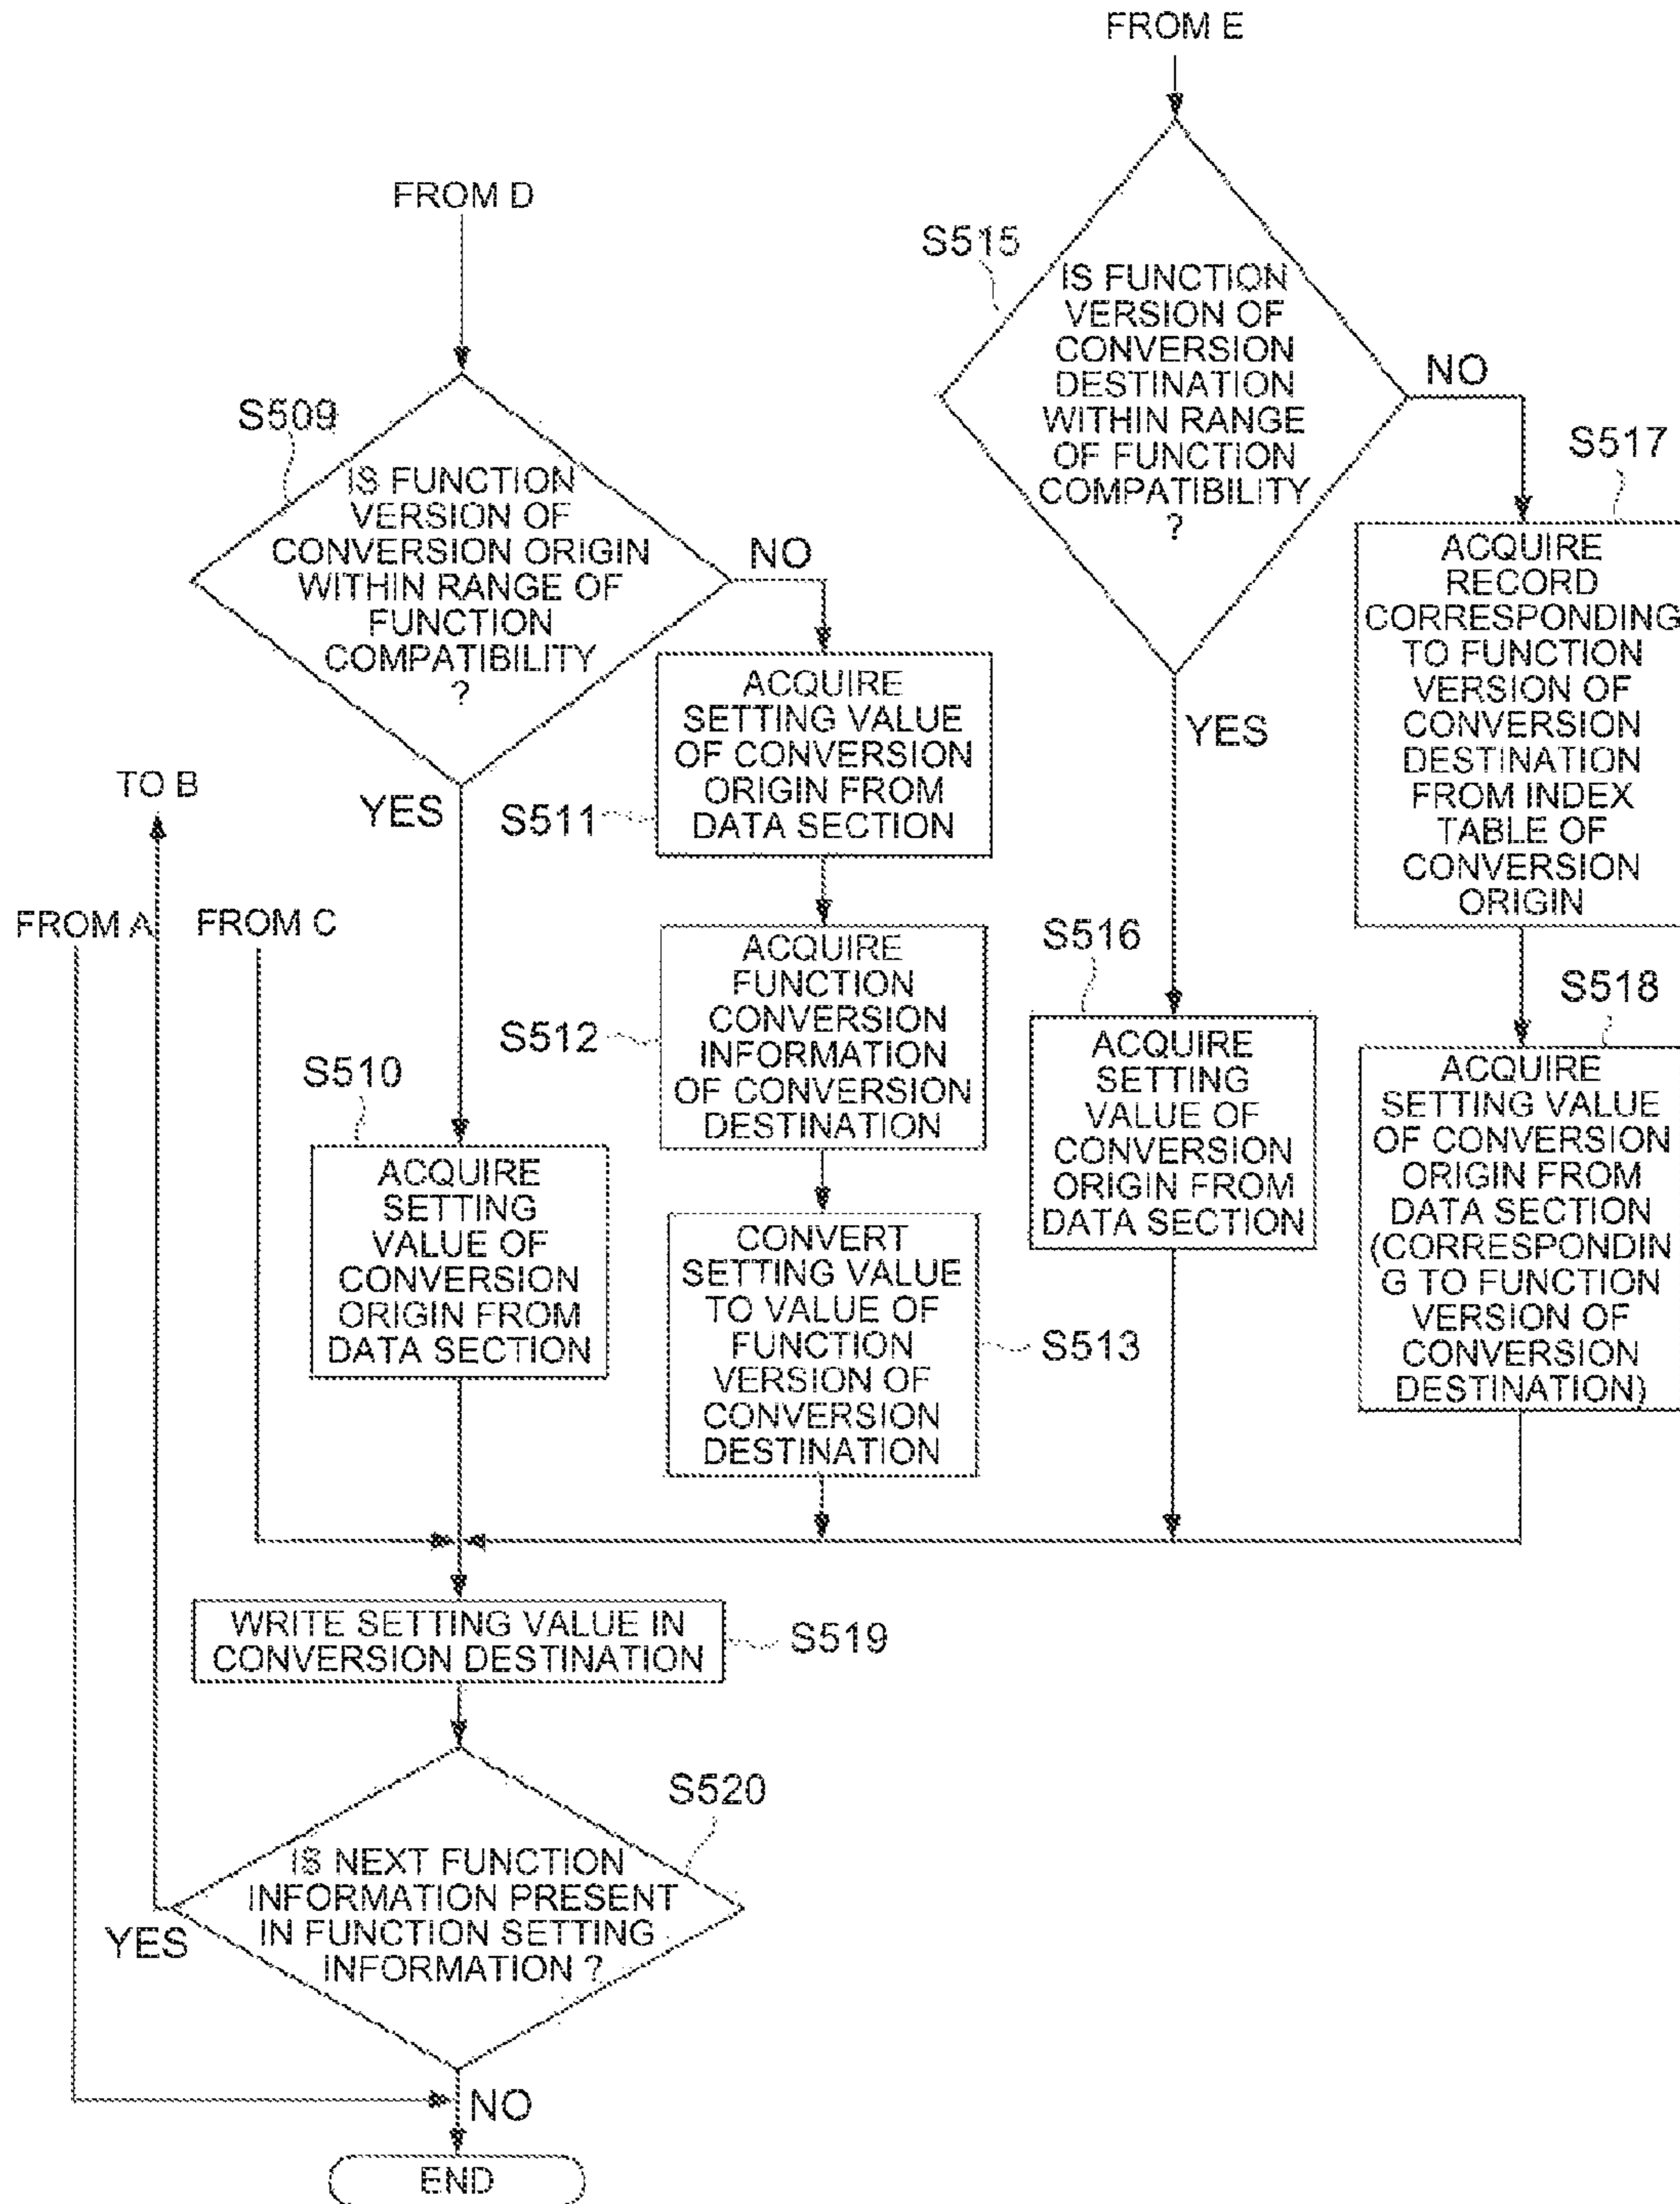 FROM E
FROM D
S515
IS FUNCTION
VERSION OF
CONVERSION
DESTINATION
WITHIN RANGE
OF FUNCTION
COMPATIBILITY
?
NO
YES
S509
IS FUNCTION
VERSION OF
CONVERSION ORIGIN
WITHIN RANGE OF
FUNCTION
COMPATIBILITY
?
NO
YES
S517
ACQUIRE
RECORD
CORRESPONDING
TO FUNCTION
VERSION OF
CONVERSION
DESTINATION
FROM INDEX
TABLE OF
CONVERSION
ORIGIN
S511
ACQUIRE
SETTING VALUE
OF CONVERSION
ORIGIN FROM
DATA SECTION
TO B
FROM A
FROM C
S512
ACQUIRE
FUNCTION
CONVERSION
INFORMATION
OF CONVERSION
DESTINATION
S516
ACQUIRE
SETTING
VALUE OF
CONVERSION
ORIGIN FROM
DATA SECTION
S518
ACQUIRE
SETTING VALUE
OF CONVERSION
ORIGIN FROM
DATA SECTION
(CORRESPONDIN
G TO FUNCTION
VERSION OF
CONVERSION
DESTINATION)
S510
ACQUIRE
SETTING
VALUE OF
CONVERSION
ORIGIN FROM
DATA SECTION
CONVERT
SETTING VALUE
TO VALUE OF
FUNCTION
VERSION OF
CONVERSION
DESTINATION
S513
WRITE SETTING VALUE IN
CONVERSION DESTINATION
S519
S520
IS NEXT FUNCTION
INFORMATION PRESENT
IN FUNCTION SETTING
INFORMATION ?
YES
NO
END